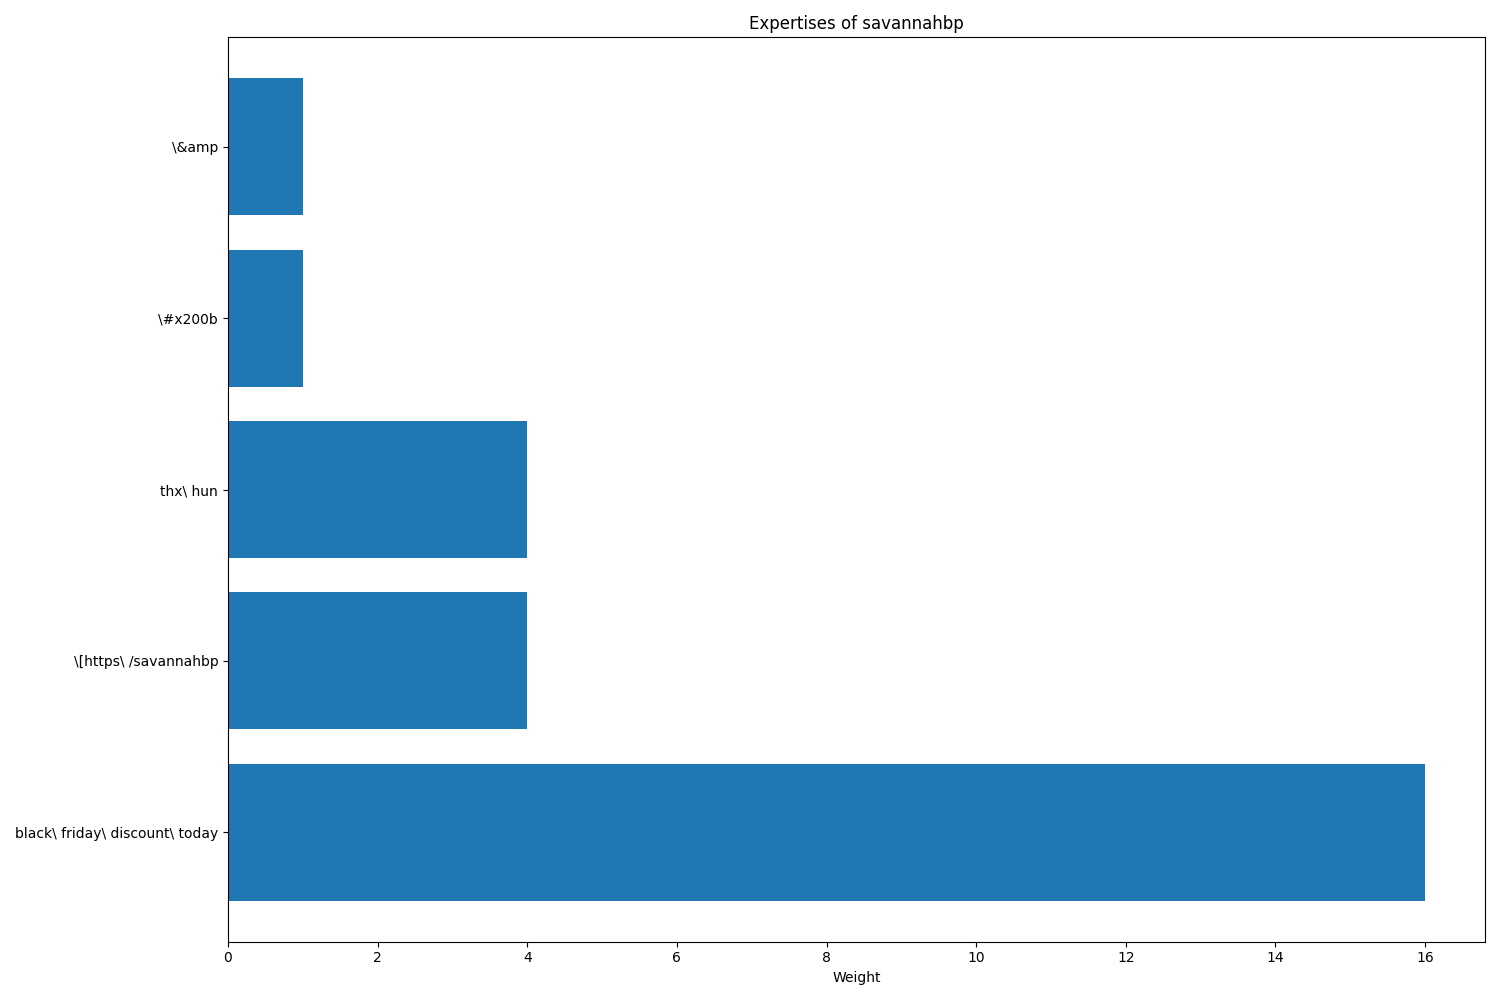 Expertises of savannahbp
\&amp
\#x200b
thx\ hun
\[https\ /savannahbp
black\ friday\ discount\ today
0 2 4 6 8 10 12 14 16
Weight